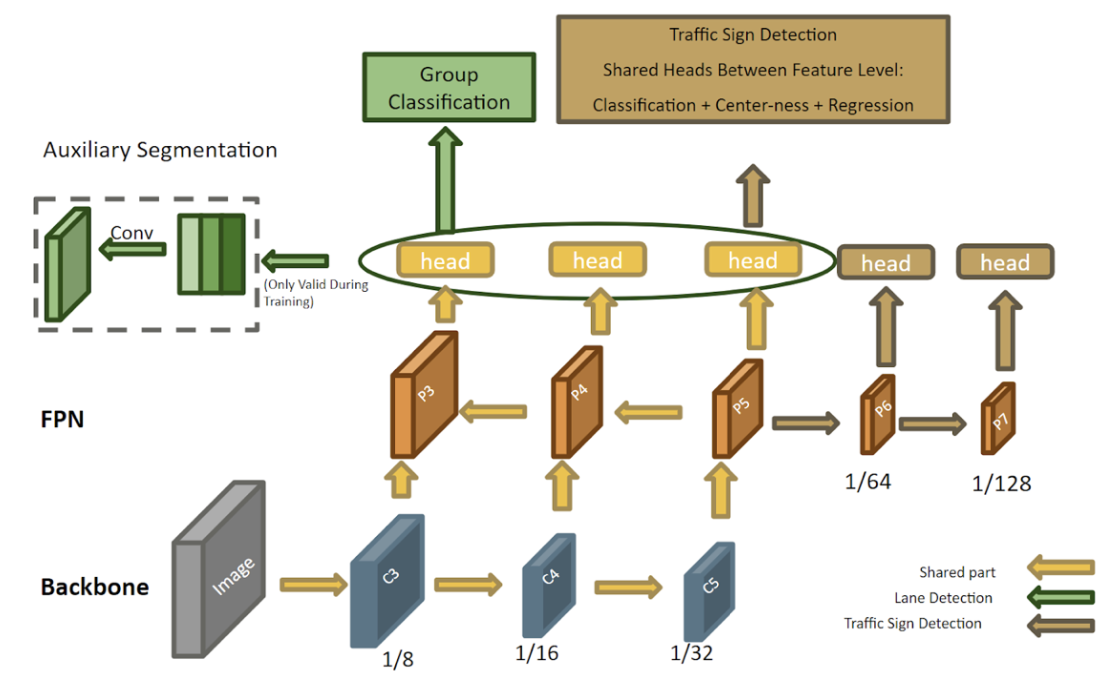 Traffic Sign Detection
Shared Heads Between Feature Level:
Classification + Center-ness + Regression
Group
Classification
Auxiliary Segmentation
Conv
(Only Valid During
Training)
head
head
head
head
head
FPN
P3
P4
P5
P6
P7
1/64
1/128
Backbone
Image
C3
C4
C5
1/8
1/16
1/32
Shared part
Lane Detection
Traffic Sign Detection